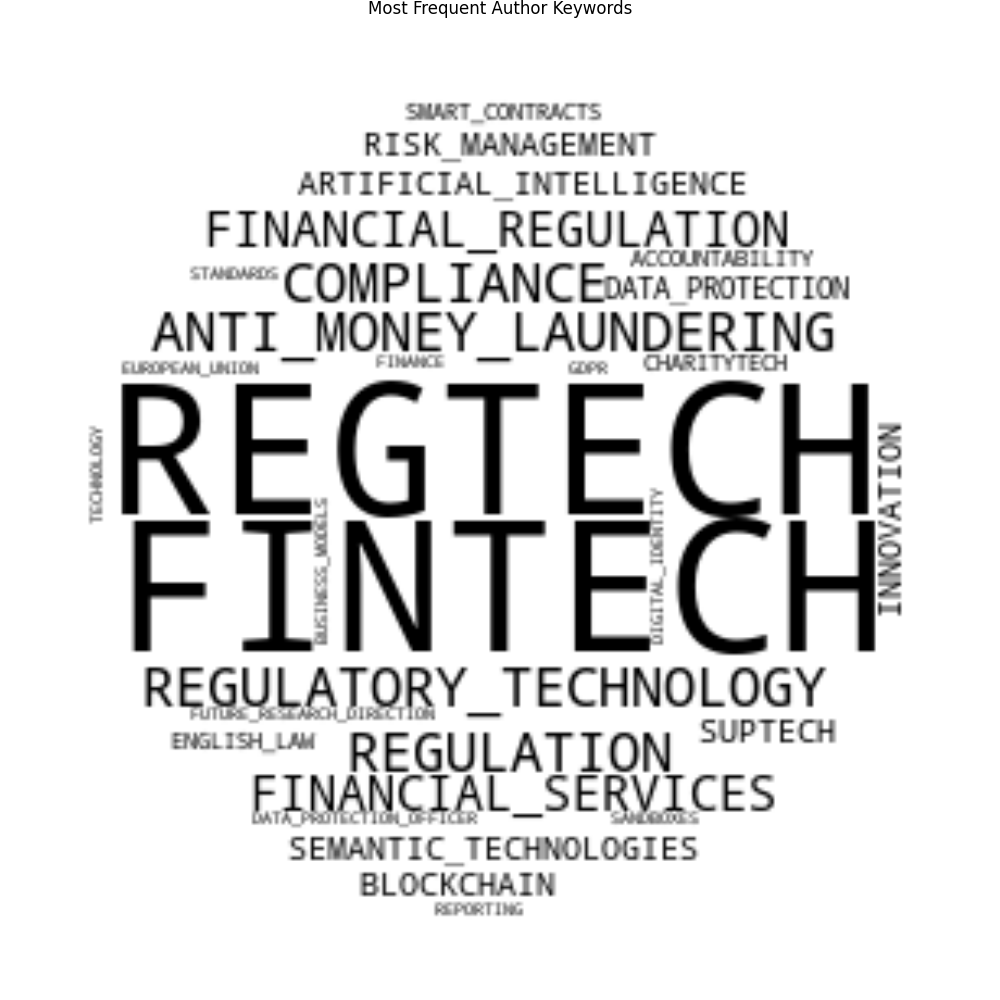 Most Frequent Author Keywords
SMART_CONTRACTS
RISK_MANAGEMENT
ARTIFICIAL_INTELLIGENCE
FINANCIAL_REGULATION
ACCOUNTABILITY
STANDARDS
COMPLIANCE
DATA_PROTECTION
ANTI_MONEY_LAUNDERING
EUROPEAN_UNION
FINANCE
GDPR
CHARITYTECH
TECHNOLOGY
REGTECH
INNOVATION
BUSINESS_MODELS
FINTECH
DIGITAL_IDENTITY
REGULATORY_TECHNOLOGY
FUTURE_RESEARCH_DIRECTION
ENGLISH_LAW
SUPTECH
REGULATION
FINANCIAL_SERVICES
DATA_PROTECTION_OFFICER
SANDBOXES
SEMANTIC_TECHNOLOGIES
BLOCKCHAIN
REPORTING